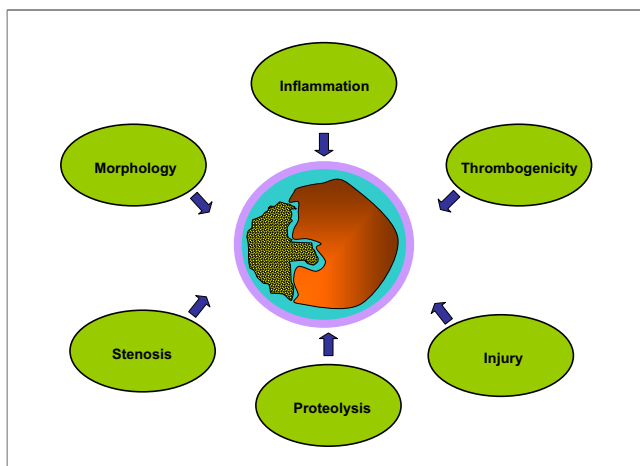 Inflammation
Morphology
Thrombogenicity
Stenosis
Injury
Proteolysis